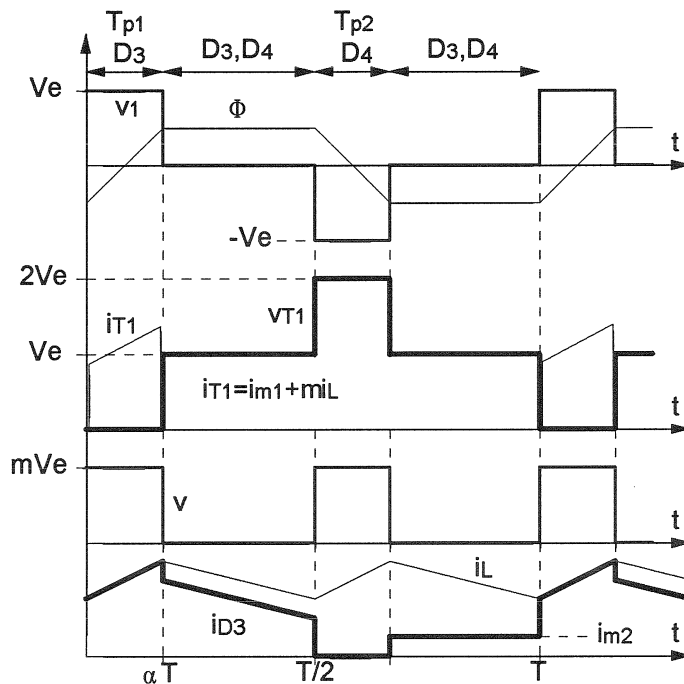 Tp1 Tp2
D3 D3,D4 D4 D3,D4
Ve
v1
Φ
t
-Ve
2Ve
vT1
iT1
Ve
iT1=im1+miL
t
mVe
v
t
iL
iD3
im2
t
αT T/2 T